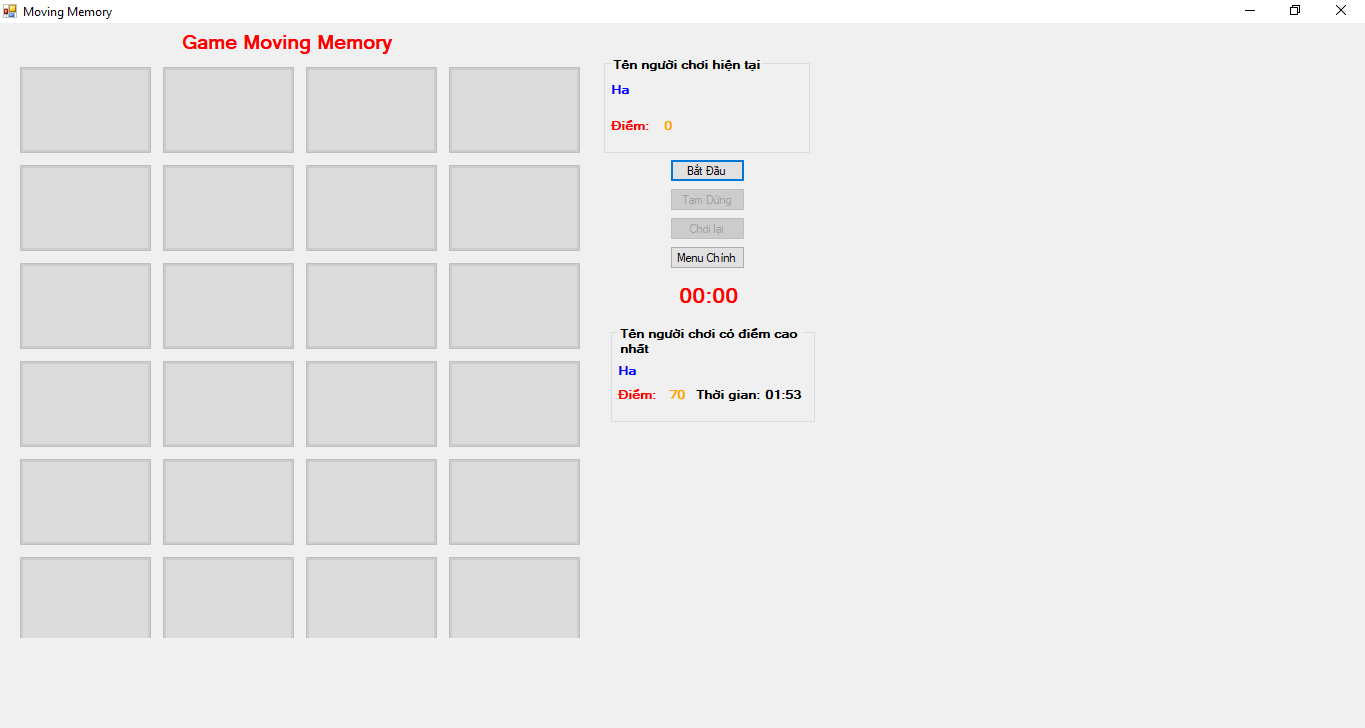 Moving Memory
Game Moving Memory
Tên người chơi hiện tại
Ha
Điểm: 0
Bắt Đầu
Tạm Dừng
Chơi lại
Menu Chính
00:00
Tên người chơi có điểm cao
nhất
Ha
Điểm: 70 Thời gian: 01:53